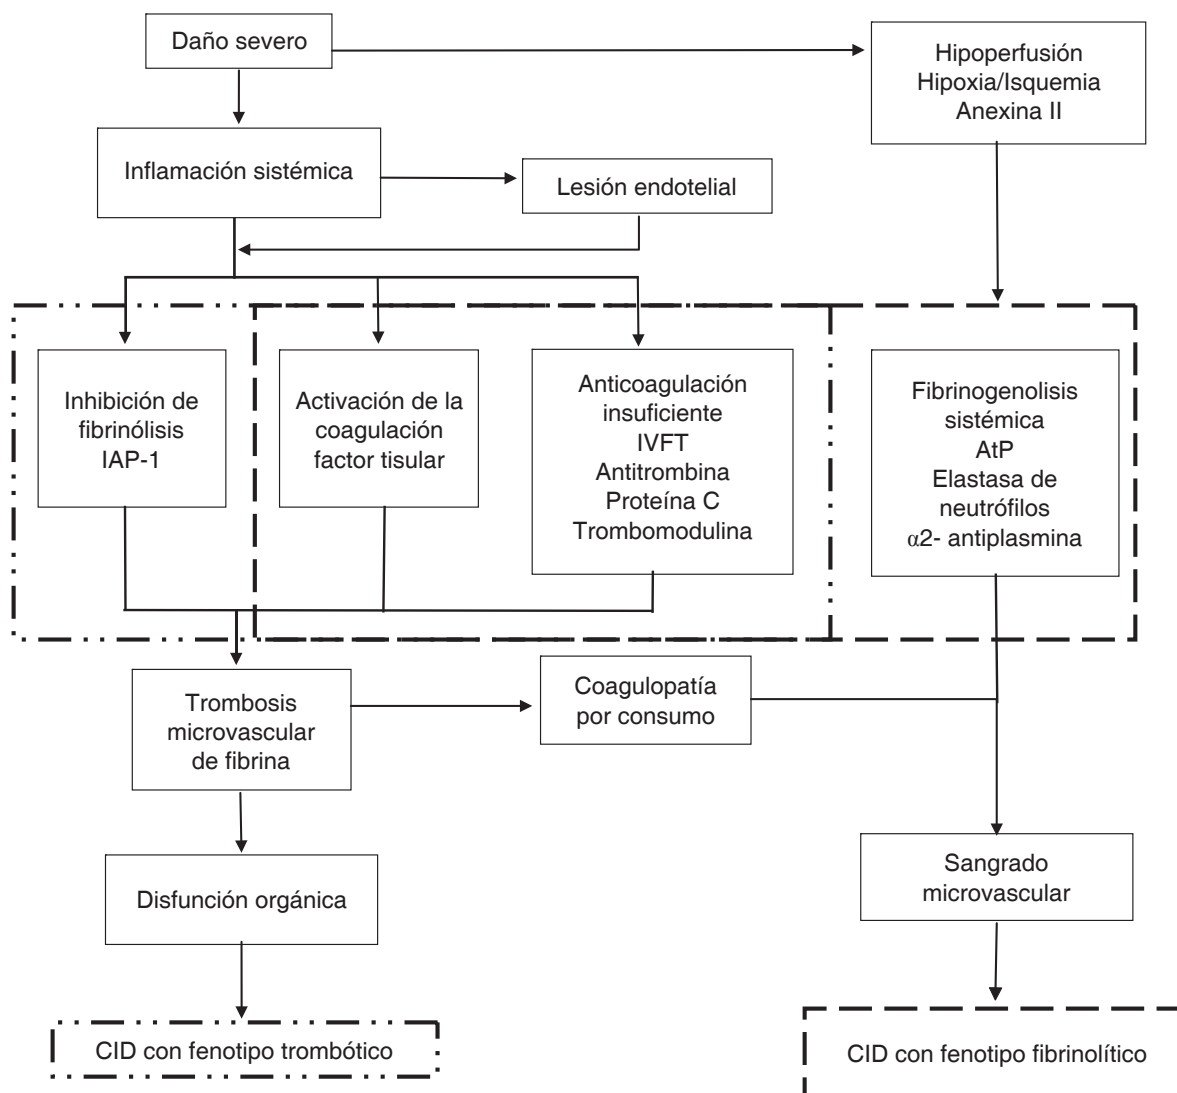 Daño severo
Hipoperfusión
Hipoxia/Isquemia
Anexina II
Inflamación sistémica
Lesión endotelial
Inhibición de
fibrinólisis
IAP-1
Activación de la
coagulación
factor tisular
Anticoagulación
insuficiente
IVFT
Antitrombina
Proteína C
Trombomodulina
Fibrinogenolisis
sistémica
AtP
Elastasa de
neutrófilos
α2- antiplasmina
Trombosis
microvascular
de fibrina
Coagulopatía
por consumo
Disfunción orgánica
Sangrado
microvascular
CID con fenotipo trombótico
CID con fenotipo fibrinolítico